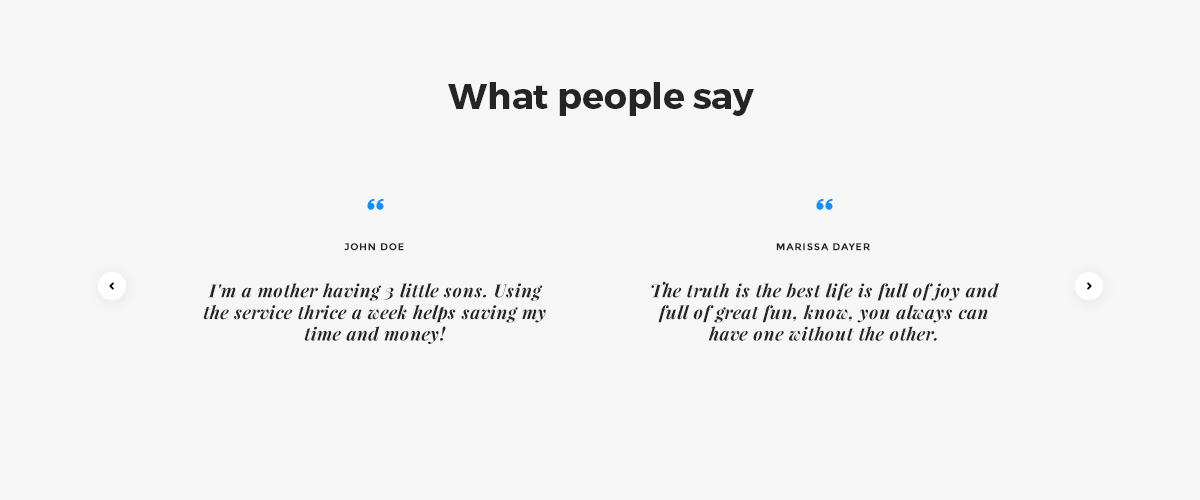 What people say
“
JOHN DOE
I'm a mother having 3 little sons. Using
the service thrice a week helps saving my
time and money!
“
MARISSA DAYER
The truth is the best life is full of joy and
full of great fun, know, you always can
have one without the other.